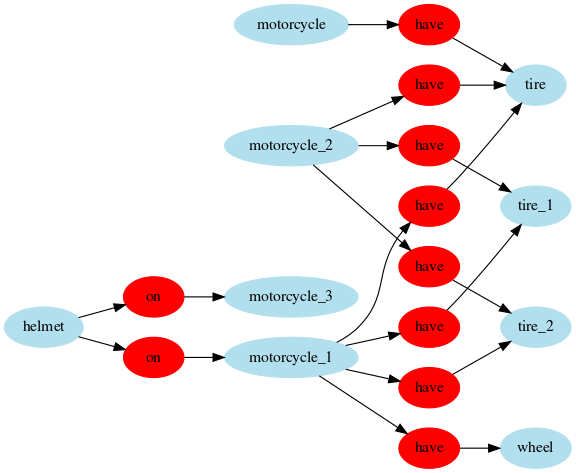 motorcycle
have
have
tire
motorcycle_2
have
have
tire_1
have
on
motorcycle_3
helmet
have
tire_2
on
motorcycle_1
have
have
wheel